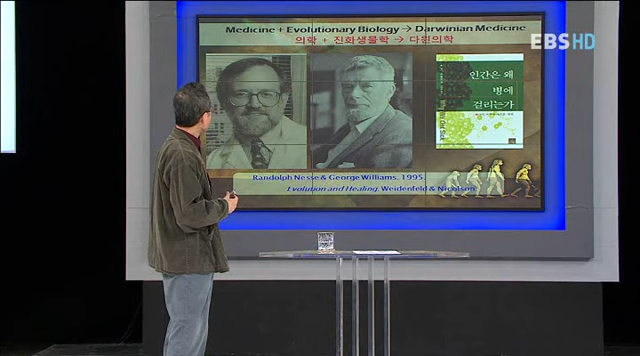 Medicine + Evolutionary Biology → Darwinian Medicine
의학 + 진화생물학 → 다윈의학
EBS HD
인간은 왜
병에
걸리는가
Randolph Nesse & George Williams, 1995,
Evolution and Healing, Weidenfeld & Nicolson